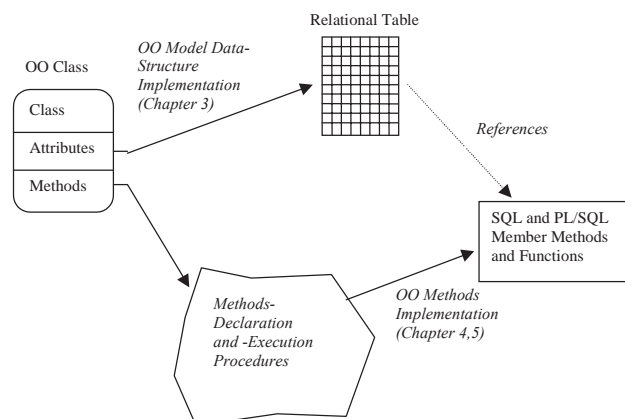 Relational Table
OO Model Data-
Structure
Implementation
(Chapter 3)
OO Class
Class
Attributes
Methods
References
SQL and PL/SQL
Member Methods
and Functions
Methods-
Declaration
and -Execution
Procedures
OO Methods
Implementation
(Chapter 4,5)